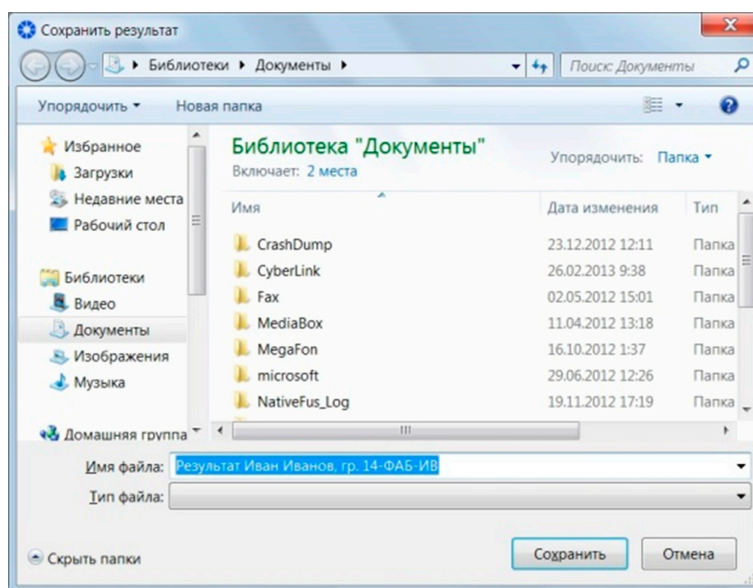 Сохранить результат
Библиотеки Документы Поиск: Документы
Упорядочить Новая папка
Избранное
Загрузки
Недавние места
Рабочий стол
Библиотеки
Видео
Документы
Изображения
Музыка
Домашняя группа
Библиотека "Документы"
Включает: 2 места
Упорядочить: Папка
Имя Дата изменения Тип
CrashDump 23.12.2012 12:11 Папка
CyberLink 26.02.2013 9:38 Папка
Fax 02.05.2012 15:01 Папка
MediaBox 11.04.2012 13:18 Папка
MegaFon 16.10.2012 1:37 Папка
microsoft 29.06.2012 12:26 Папка
NativeFus_Log 19.11.2012 17:19 Папка
Имя файла: Результат Иван Иванов, гр. 14-ФАБ-ИВ
Тип файла:
Скрыть папки Сохранить Отмена